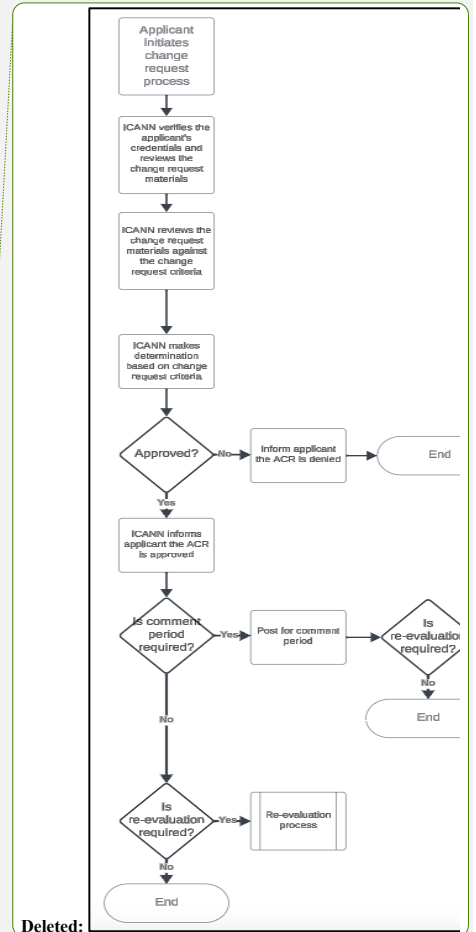 Applicant
initiates
change
request
process
ICANN verifies the
applicant's
credentials and
reviews the
change request
materials
ICANN reviews the
change request
materials against
the change
request criteria
ICANN makes
determination
based on change
request criteria
Approved?
No
Inform applicant
the ACR is denied
End
Yes
ICANN informs
applicant the ACR
is approved
Is comment
period
required?
Yes
Post for comment
period
Is
re-evaluation
required?
No
End
No
Is
re-evaluation
required?
Yes
Re-evaluation
process
No
End
Deleted: